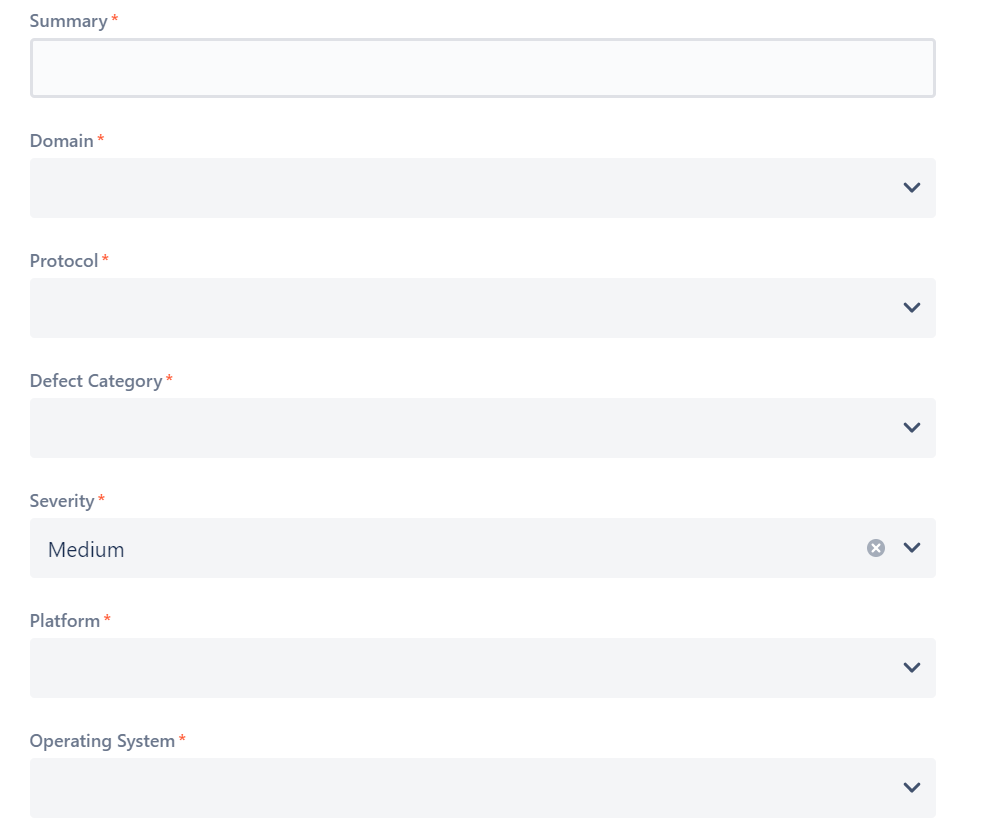 Summary *
Domain *
Protocol *
Defect Category *
Severity *
Medium
Platform *
Operating System *